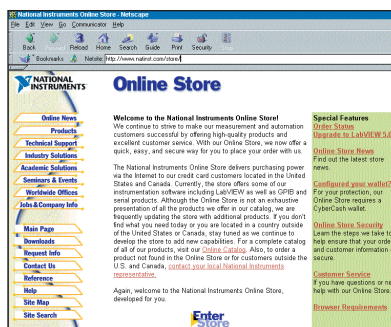 National Instruments Online Store - Netscape
File Edit View Go Communicator Help
Back Reload Home Search Guide Print Security Stop
Bookmarks Netsite: http://www.natinst.com/store/
NATIONAL INSTRUMENTS
Online Store
Online News
Products
Technical Support
Industry Solutions
Academic Solutions
Seminars & Events
Worldwide Offices
Jobs & Company Info
Main Page
Downloads
Request Info
Contact Us
Reference
Help
Site Map
Site Search
Welcome to the National Instruments Online Store!
We continue to strive to make our measurement and automation
customers successful by offering high-quality products and
excellent customer service. With our Online Store, we now offer a
quick, easy, and secure way for you to place your order with us.
The National Instruments Online Store delivers purchasing power
via the Internet to our credit card customers located in the United
States and Canada. Currently, the store offers some of our
instrumentation software including LabVIEW as well as GPIB and
serial products. Although the Online Store is not an exhaustive
presentation of all the products we offer in our catalog, we are
frequently updating the store with additional products. If you don't
find what you need today or you are located in a country outside
of the United States or Canada, stay tuned as we continue to
develop the store to add new capabilities. For a complete catalog
of all of our products, visit our Online Catalog. Also, to order a
product not found in the Online Store or for customers outside the
U.S. and Canada, contact your local National Instruments
representative.
Again, welcome to the National Instruments Online Store,
developed for you.
Enter
Store
Special Features
Order Status
Upgrade to LabVIEW 5.0
Online Store News
Find out the latest store
news.
Configured your wallet?
For your protection, our
Online Store requires a
CyberCash wallet.
Online Store Security
Learn the steps we take to
help ensure that your orde
and customer information a
secure.
Customer Service
If you have questions or ne
help with our Online Store.
Browser Requirements